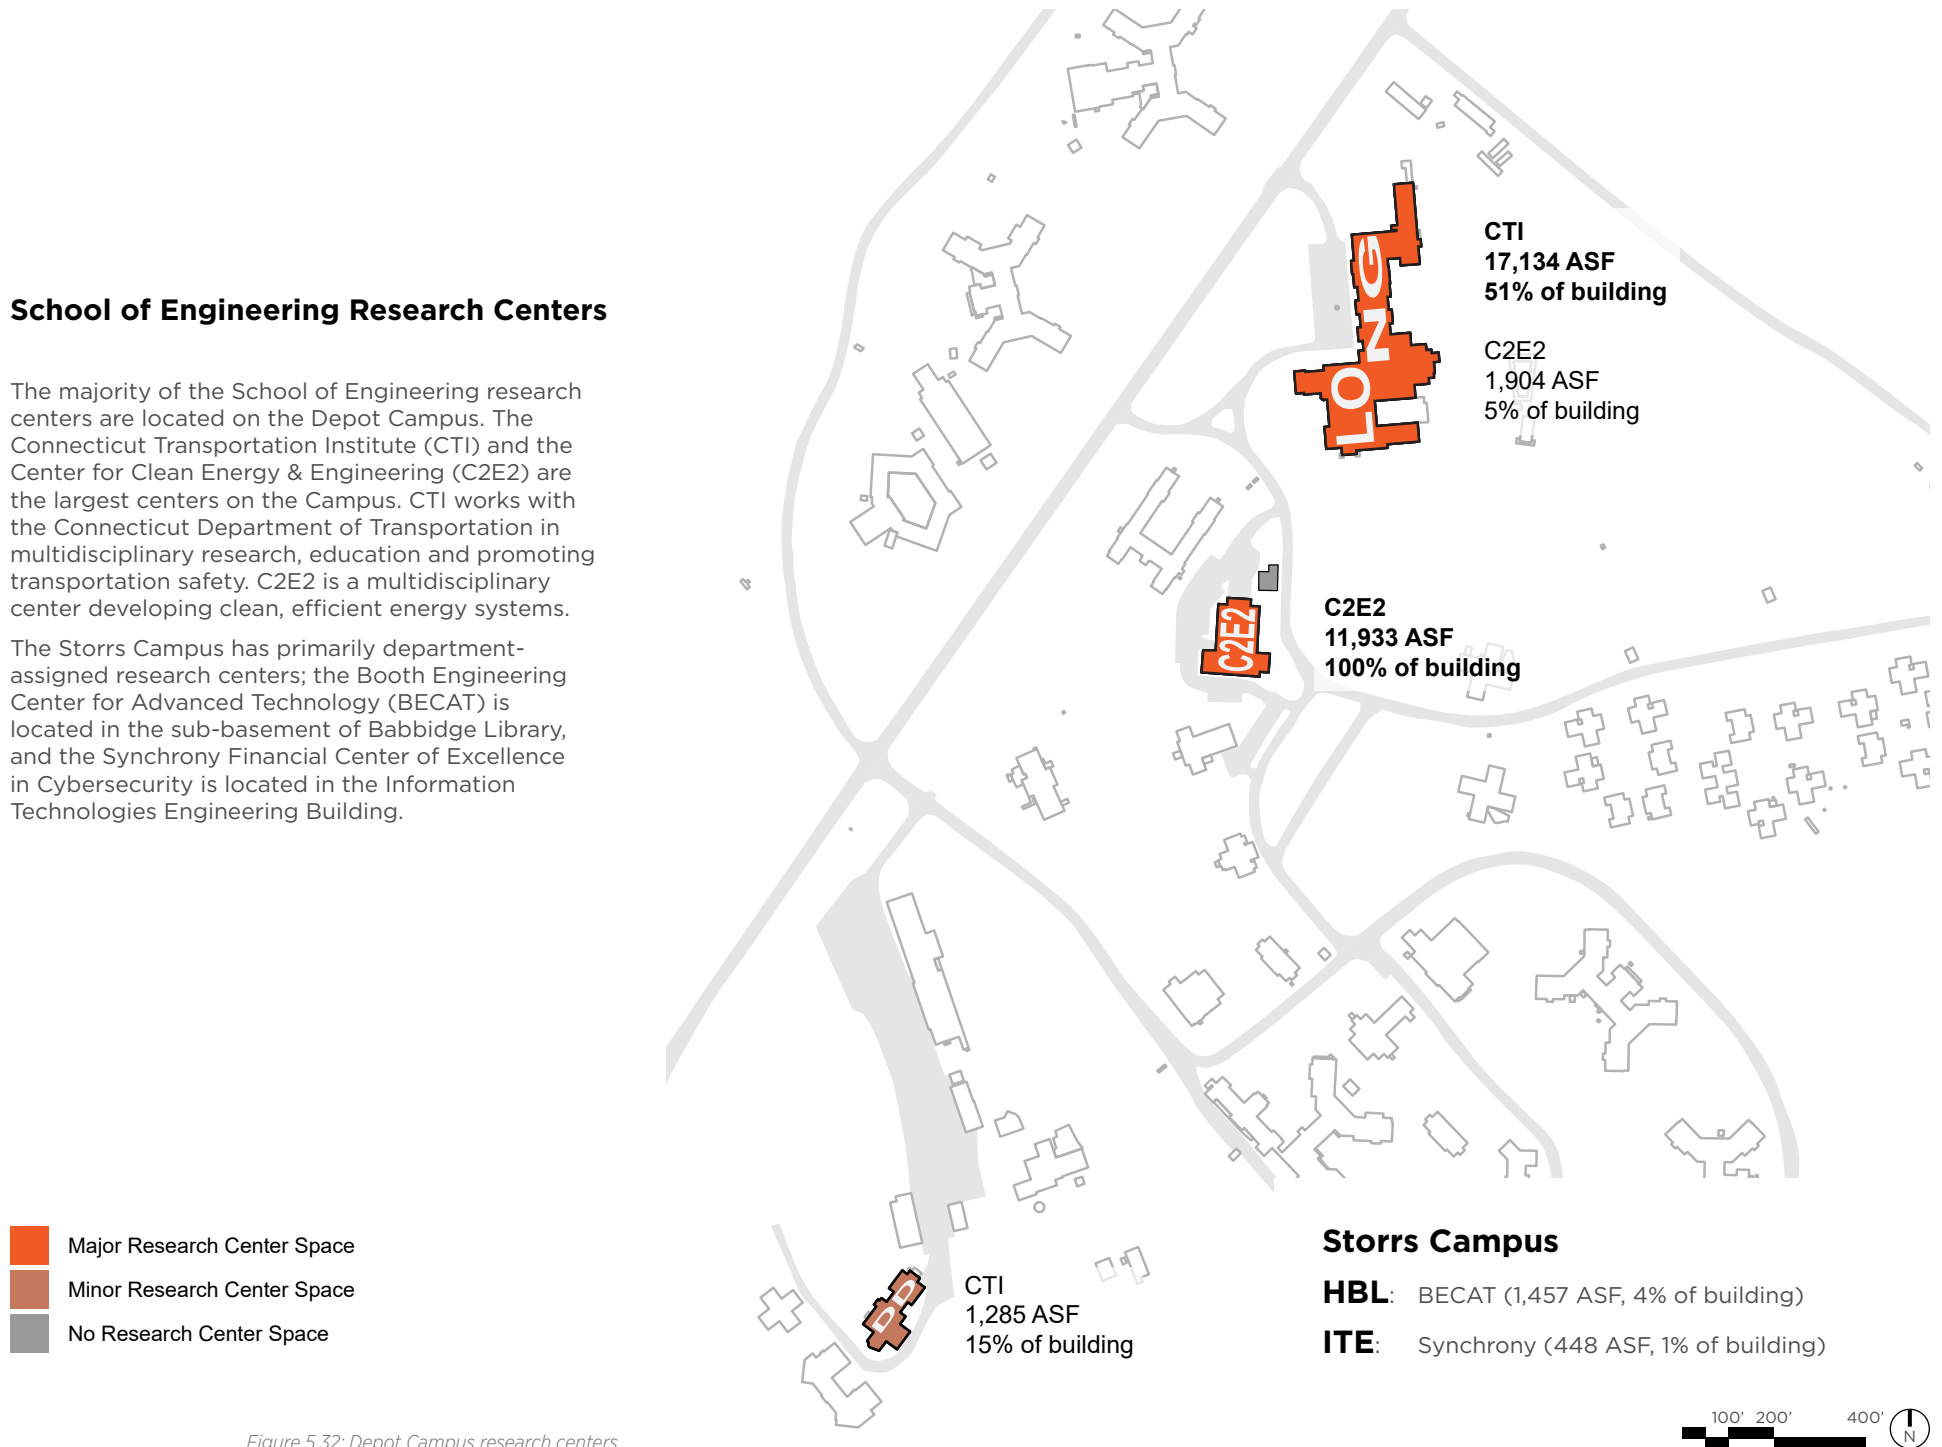 School of Engineering Research Centers
The majority of the School of Engineering research
centers are located on the Depot Campus. The
Connecticut Transportation Institute (CTI) and the
Center for Clean Energy & Engineering (C2E2) are
the largest centers on the Campus. CTI works with
the Connecticut Department of Transportation in
multidisciplinary research, education and promoting
transportation safety. C2E2 is a multidisciplinary
center developing clean, efficient energy systems.
The Storrs Campus has primarily department-
assigned research centers; the Booth Engineering
Center for Advanced Technology (BECAT) is
located in the sub-basement of Babbidge Library,
and the Synchrony Financial Center of Excellence
in Cybersecurity is located in the Information
Technologies Engineering Building.
LONG
CTI
17,134 ASF
51% of building
C2E2
1,904 ASF
5% of building
C2E2
C2E2
11,933 ASF
100% of building
DD
CTI
1,285 ASF
15% of building
Major Research Center Space
Minor Research Center Space
No Research Center Space
Storrs Campus
HBL: BECAT (1,457 ASF, 4% of building)
ITE: Synchrony (448 ASF, 1% of building)
100' 200' 400'
N
Figure 5.32: Depot Campus research centers